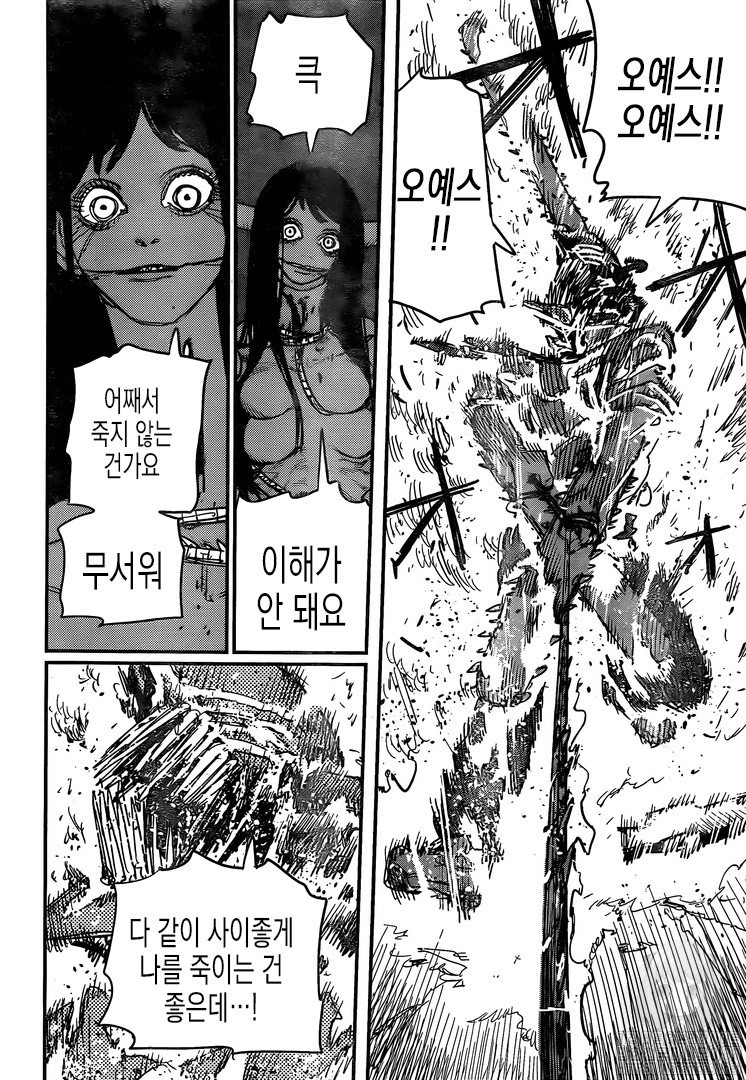 오예스!!
오예스!!
오예스
!!
큭
이해가
안 돼요
어째서
죽지 않는
건가요
무서워
다 같이 사이좋게
나를 죽이는 건
좋은데…!